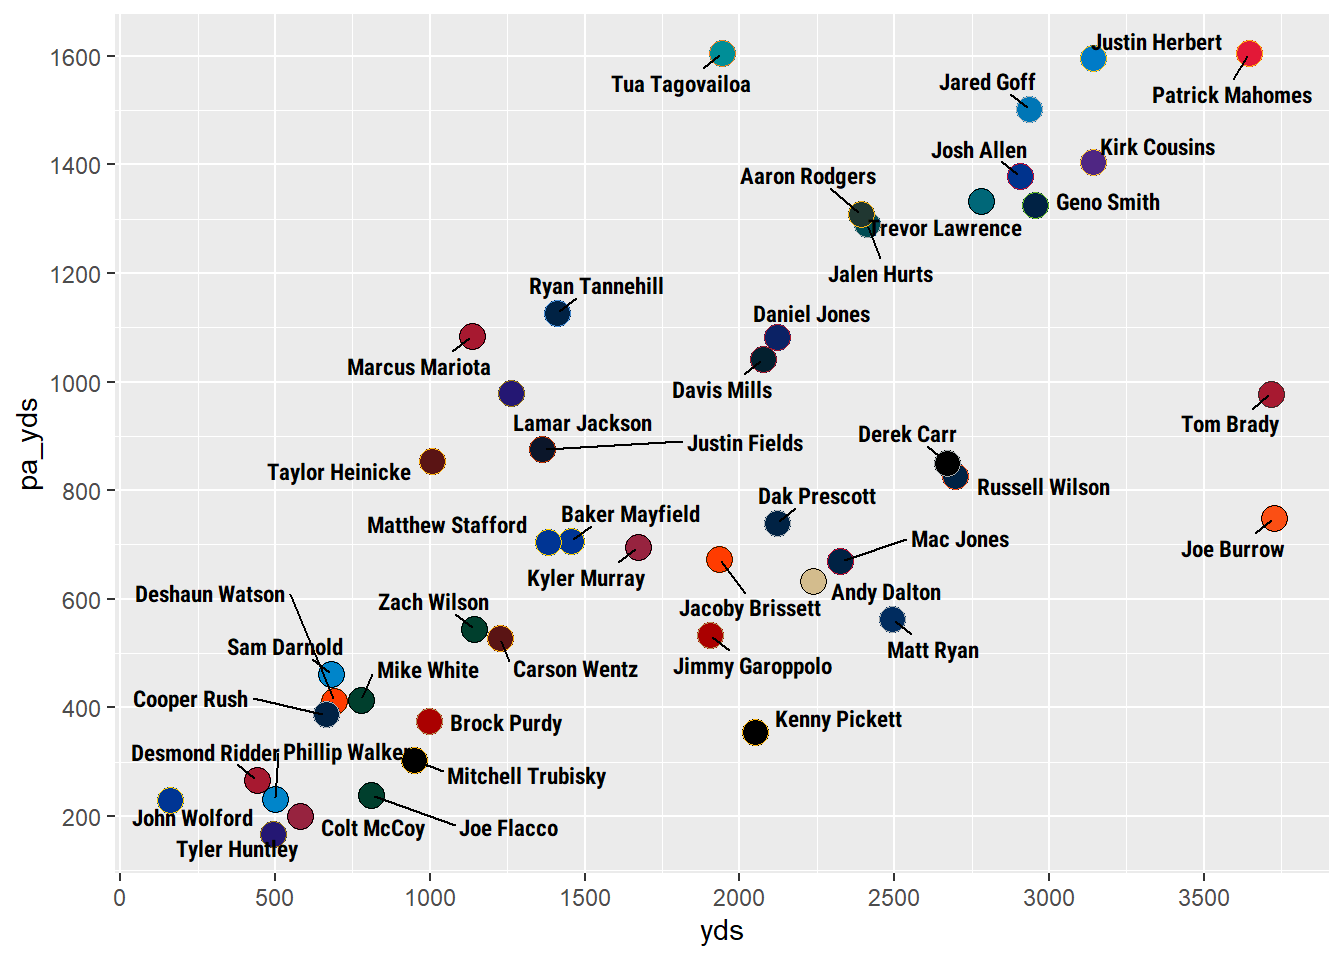 1600
1400
1200
1000
800
600
400
200
pa_yds
Justin Herbert
Tua Tagovailoa
Jared Goff
Patrick Mahomes
Josh Allen
Kirk Cousins
Aaron Rodgers
Geno Smith
Trevor Lawrence
Jalen Hurts
Ryan Tannehill
Daniel Jones
Marcus Mariota
Davis Mills
Lamar Jackson
Tom Brady
Derek Carr
Justin Fields
Taylor Heinicke
Russell Wilson
Dak Prescott
Baker Mayfield
Matthew Stafford
Mac Jones
Joe Burrow
Kyler Murray
Deshaun Watson
Andy Dalton
Zach Wilson
Jacoby Brissett
Sam Darnold
Matt Ryan
Jimmy Garoppolo
Carson Wentz
Mike White
Cooper Rush
Kenny Pickett
Brock Purdy
Desmond Ridder
Phillip Walker
Mitchell Trubisky
John Wolford
Colt McCoy
Joe Flacco
Tyler Huntley
0 500 1000 1500 2000 2500 3000 3500
yds